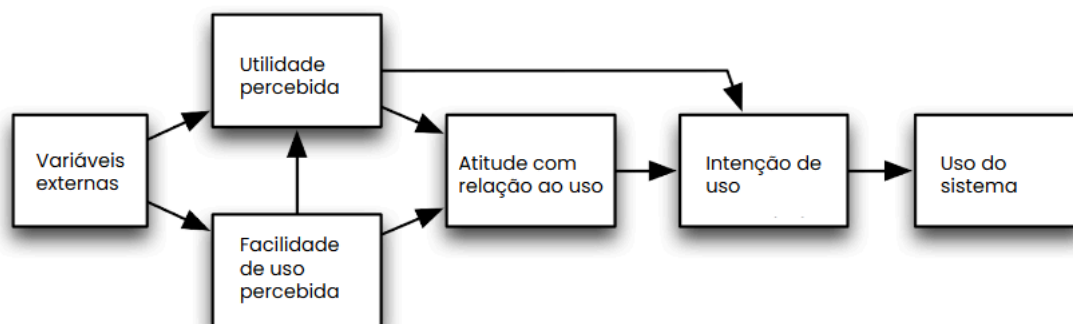 Utilidade
percebida
Variáveis
externas
Facilidade
de uso
percebida
Atitude com
relação ao uso
Intenção de
uso
Uso do
sistema